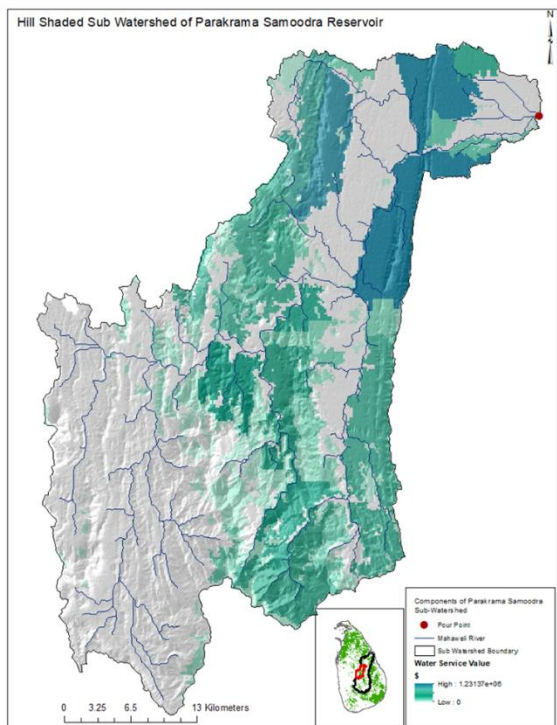 Hill Shaded Sub Watershed of Parakrama Samoodra Reservoir
N
Components of Parakrama Samoodra
Sub-Watershed
Pour Point
Mahaweli River
Sub Watershed Boundary
Water Service Value
$
High : 1.23137e+06
Low : 0
0 3.25 6.5 13 Kilometers